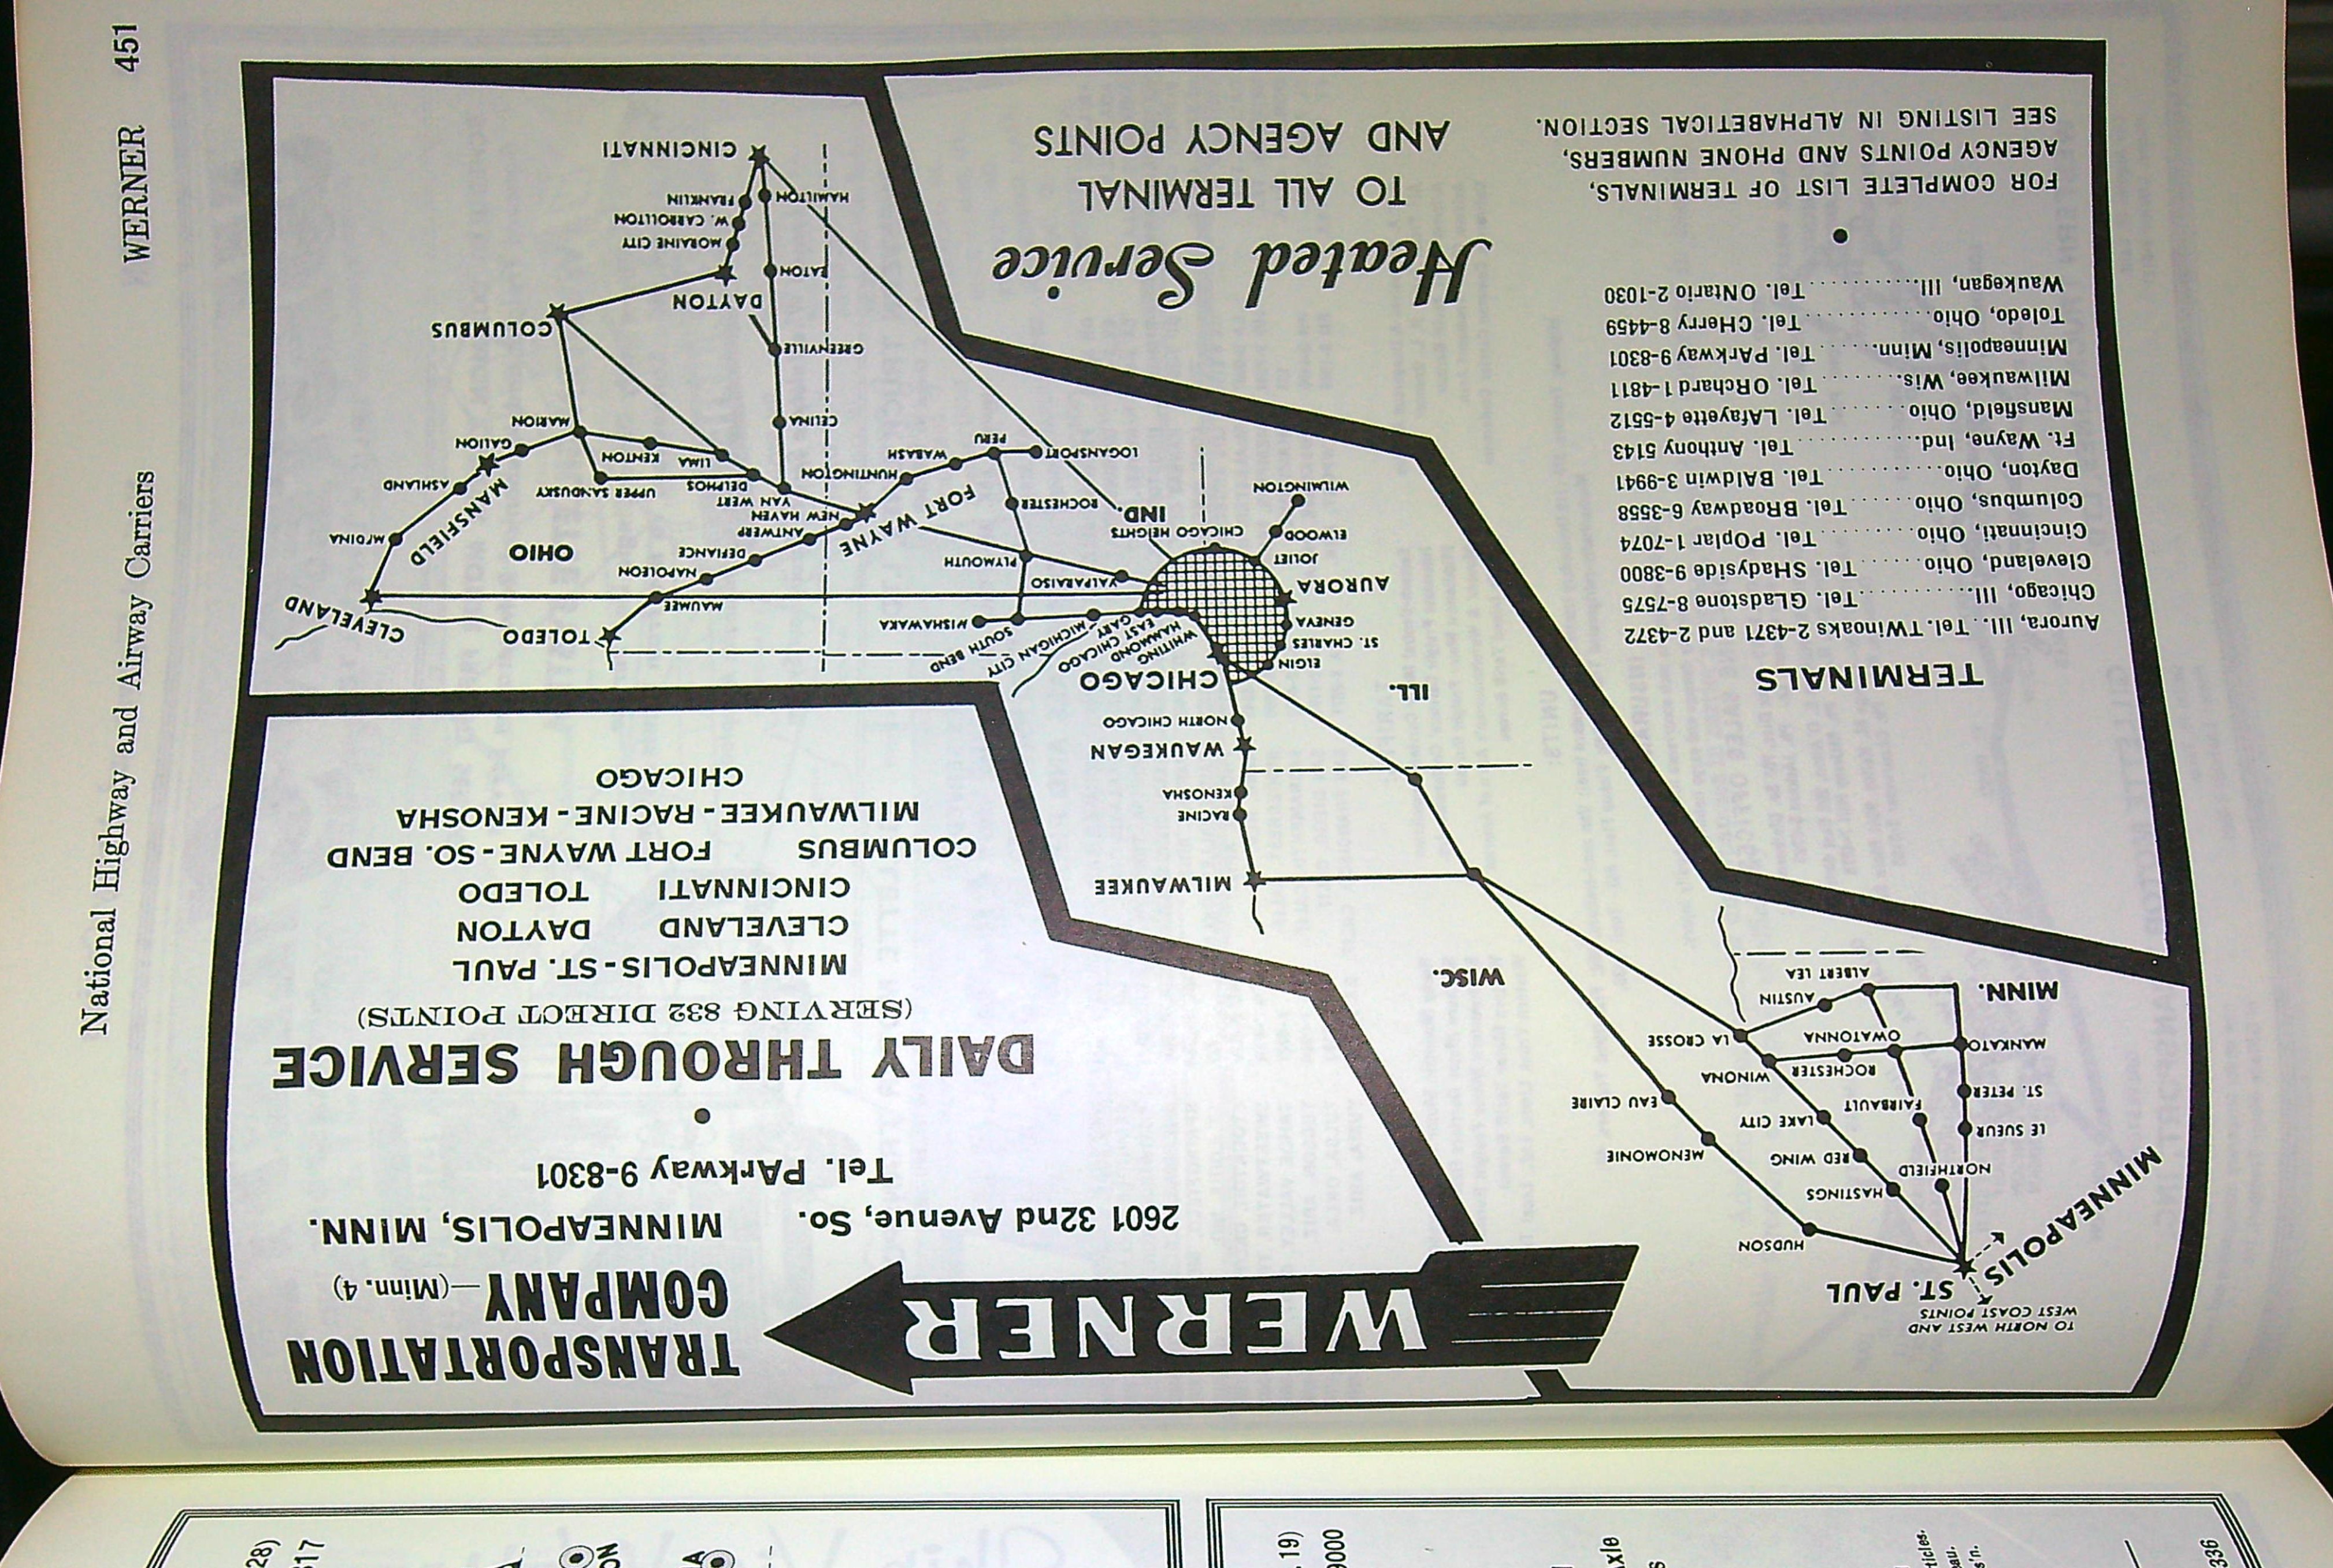 336
rticles.
s'n.
xle
9000
, 19)
ON
28)
17
WERNER
TRANSPORTATION
COMPANY—(Minn. 4)
2601 32nd Avenue, So. MINNEAPOLIS, MINN.
Tel. PArkway 9-8301
DAILY THROUGH SERVICE
(SERVING 832 DIRECT POINTS)
MINNEAPOLIS - ST. PAUL
CLEVELAND DAYTON
CINCINNATI TOLEDO
COLUMBUS FORT WAYNE - SO. BEND
MILWAUKEE - RACINE - KENOSHA
CHICAGO
TO NORTH WEST AND
WEST COAST POINTS
ST. PAUL
MINNEAPOLIS
HUDSON
HASTINGS
NORTHFIELD
RED WING
MENOMONIE
LE SUEUR
LAKE CITY
FAIRBAULT
EAU CLAIRE
ST. PETER
ROCHESTER
WINONA
MANKATO
OWATONNA
LA CROSSE
MINN.
AUSTIN
ALBERT LEA
WISC.
MILWAUKEE
RACINE
KENOSHA
WAUKEGAN
NORTH CHICAGO
ILL.
CHICAGO
ELGIN
ST. CHARLES
GENEVA
AURORA
JOLIET
ELWOOD
WILMINGTON
CHICAGO HEIGHTS
WHITING
HAMMOND
EAST CHICAGO
GARY
MICHIGAN CITY
SOUTH BEND
MISHAWAKA
VALPARAISO
PLYMOUTH
IND.
ROCHESTER
LOGANSPORT
PERU
WABASH
HUNTINGTON
FORT WAYNE
NEW HAVEN
ANTWERP
DEFIANCE
NAPOLEON
MAUMEE
TOLEDO
CLEVELAND
OHIO
MEDINA
MANSFIELD
ASHLAND
GALION
VAN WERT
DELPHOS
UPPER SANDUSKY
LIMA
KENTON
MARION
CELINA
GREENVILLE
COLUMBUS
DAYTON
EATON
MORAINE CITY
W. CARROLLTON
HAMILTON
FRANKLIN
CINCINNATI
TERMINALS
Aurora, Ill.. Tel. TWinoaks 2-4371 and 2-4372
Chicago, Ill...........Tel. GLadstone 8-7575
Cleveland, Ohio......Tel. SHadyside 9-3800
Cincinnati, Ohio.........Tel. POplar 1-7074
Columbus, Ohio......Tel. BRoadway 6-3558
Dayton, Ohio...........Tel. BAldwin 3-9941
Ft. Wayne, Ind...........Tel. Anthony 5143
Mansfield, Ohio.......Tel. LAfayette 4-5512
Milwaukee, Wis........Tel. ORchard 1-4811
Minneapolis, Minn......Tel. PArkway 9-8301
Toledo, Ohio............Tel. CHerry 8-4459
Waukegan, Ill..........Tel. ONtario 2-1030
FOR COMPLETE LIST OF TERMINALS,
AGENCY POINTS AND PHONE NUMBERS,
SEE LISTING IN ALPHABETICAL SECTION.
Heated Service
TO ALL TERMINAL
AND AGENCY POINTS
National Highway and Airway Carriers WERNER 451